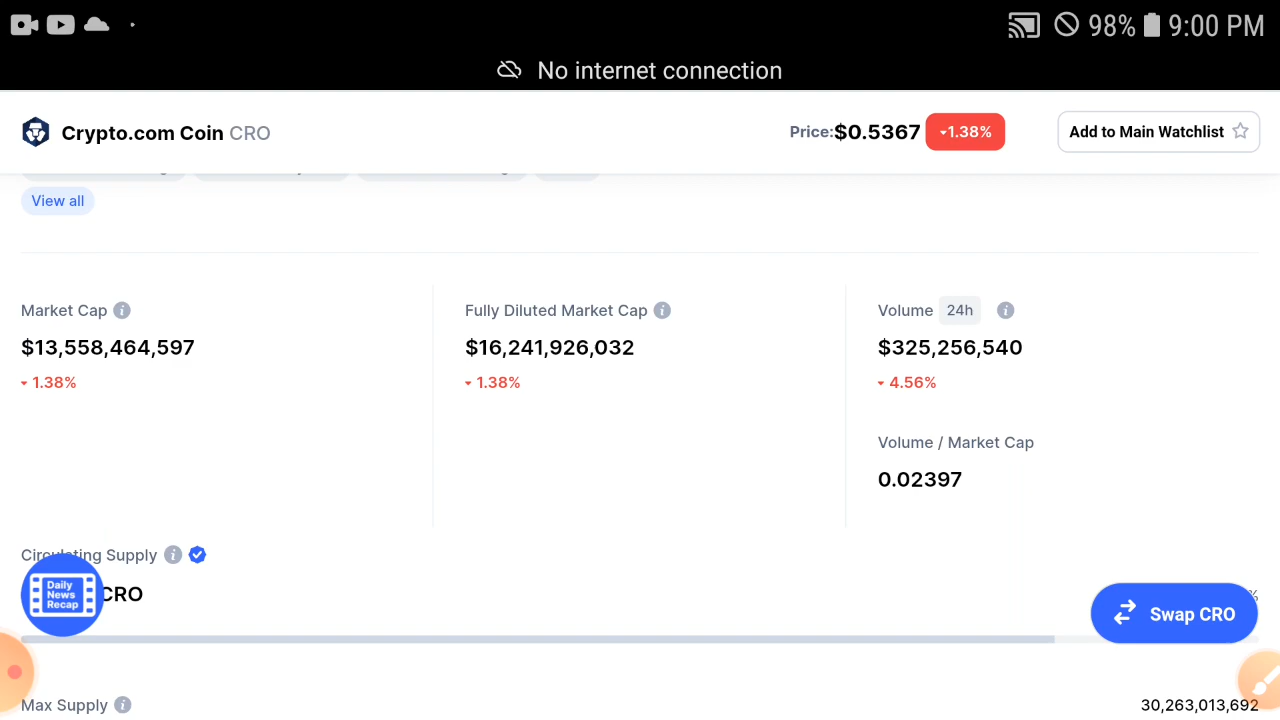 98% 9:00 PM
No internet connection
Crypto.com Coin CRO
Price:$0.5367 1.38%
Add to Main Watchlist
View all
Market Cap
$13,558,464,597
1.38%
Fully Diluted Market Cap
$16,241,926,032
1.38%
Volume 24h
$325,256,540
4.56%
Volume / Market Cap
0.02397
Circulating Supply
CRO
%
Daily
News
Recap
Swap CRO
Max Supply
30,263,013,692